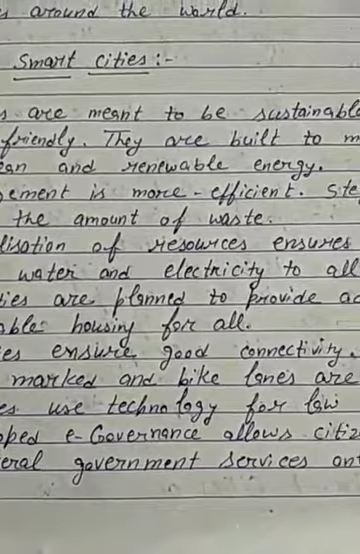 s around the world.
Smart cities :-
s are meant to be sustainable
friendly. They are built to m
ean and renewable energy.
ement is more-efficient. Ste
the amount of waste.
lisation of resources ensures
water and electricity to all
ies are planned to provide ac
able housing for all.
es ensure good connectivity.
marked and bike lanes are
es use technology for law
oped e-Governance allows citiz
eral government services on